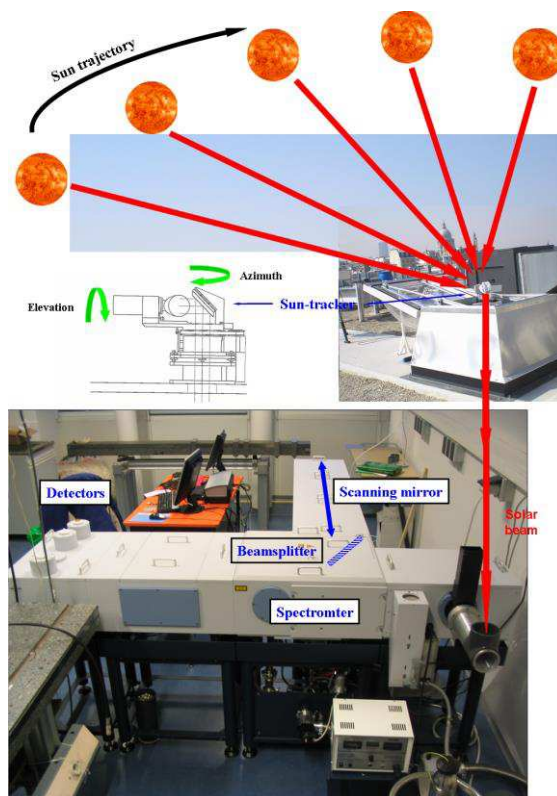 Sun trajectory
Azimuth
Elevation
Sun-tracker
Detectors
Scanning mirror
Solar
beam
Beamsplitter
Spectromter